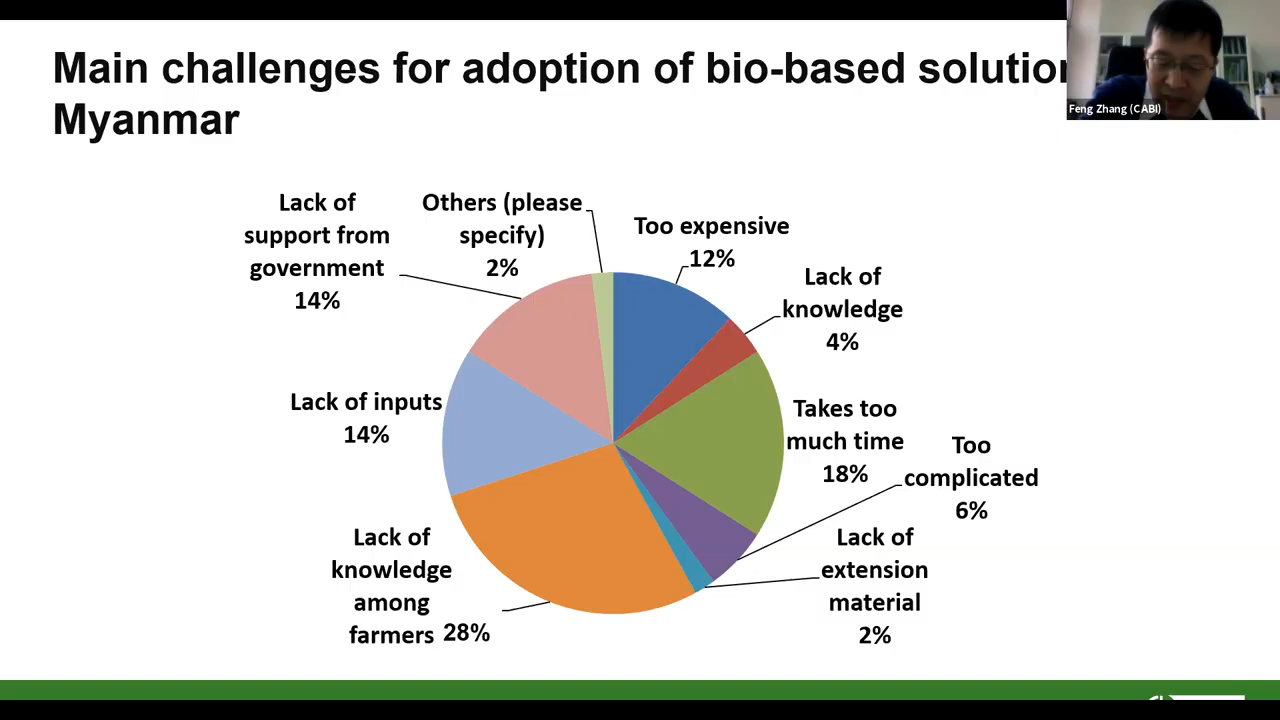 Main challenges for adoption of bio-based solution
Myanmar
Feng Zhang (CABI)
Lack of
support from
government
14%
Others (please
specify)
2%
Too expensive
12%
Lack of
knowledge
4%
Takes too
much time
18%
Too
complicated
6%
Lack of
extension
material
2%
Lack of
knowledge
among
farmers 28%
Lack of inputs
14%